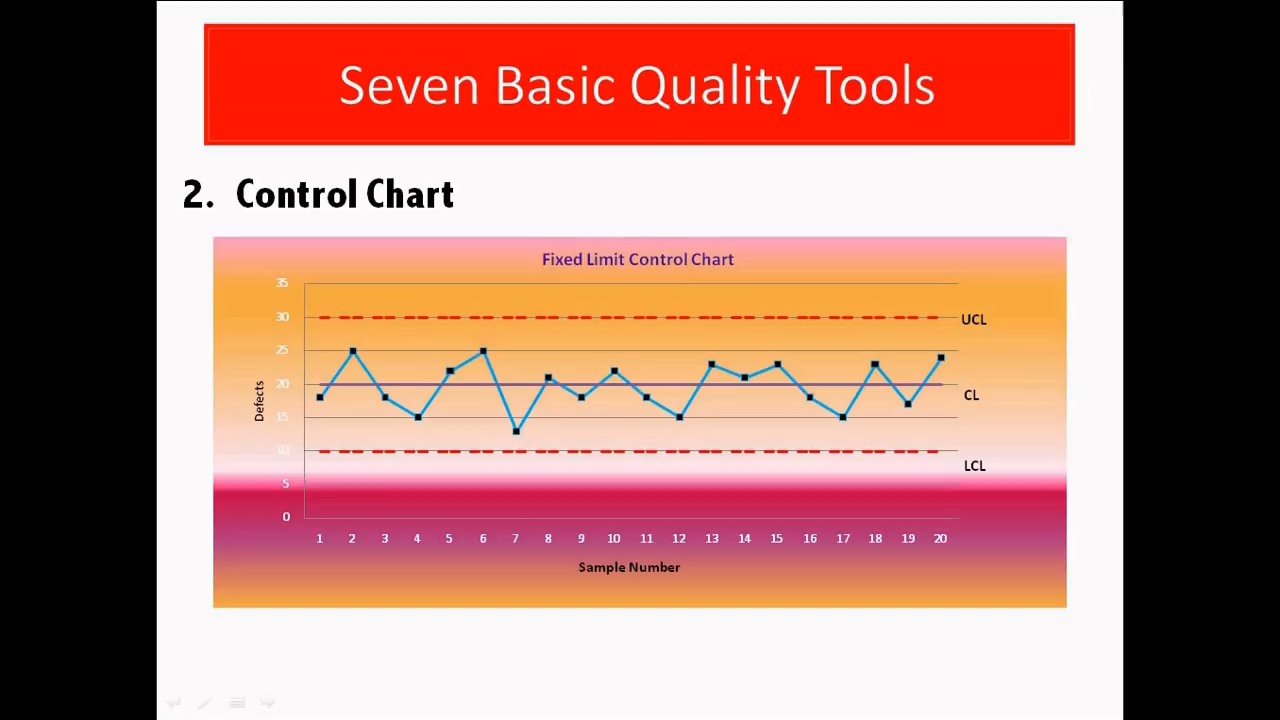 Seven Basic Quality Tools
2. Control Chart
Fixed Limit Control Chart
35
30
UCL
25
20
CL
Defects
15
10
LCL
5
0
1 2 3 4 5 6 7 8 9 10 11 12 13 14 15 16 17 18 19 20
Sample Number